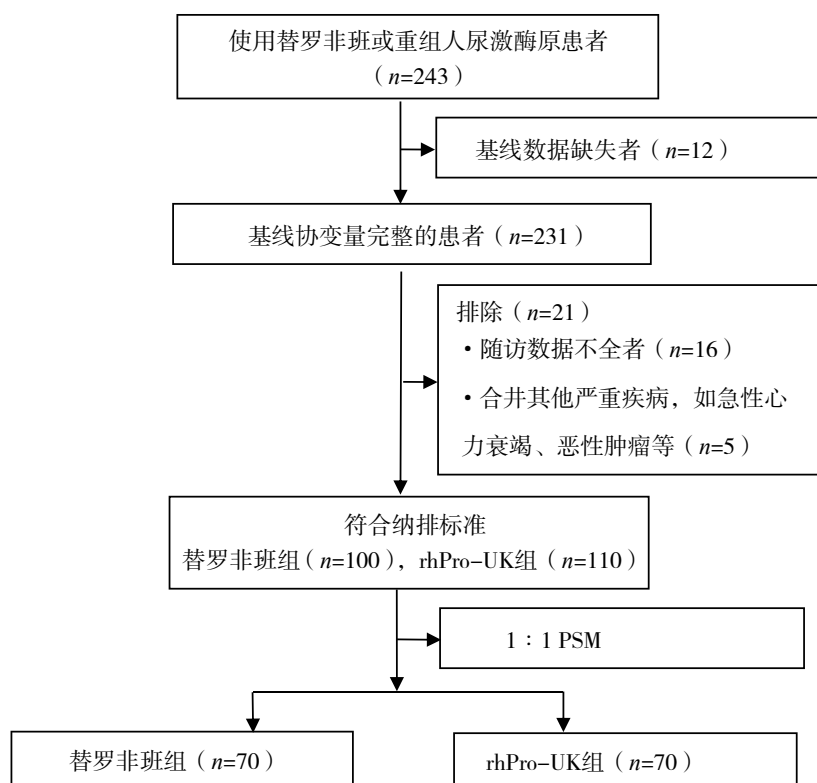 使用替罗非班或重组人尿激酶原患者
（n=243）
基线数据缺失者（n=12）
基线协变量完整的患者（n=231）
排除（n=21）
·随访数据不全者（n=16）
·合井其他严重疾病，如急性心
力衰竭、恶性肿瘤等（n=5）
符合纳排标准
替罗非班组（n=100），rhPro-UK组（n=110）
1：1 PSM
替罗非班组（n=70）
rhPro-UK组（n=70）